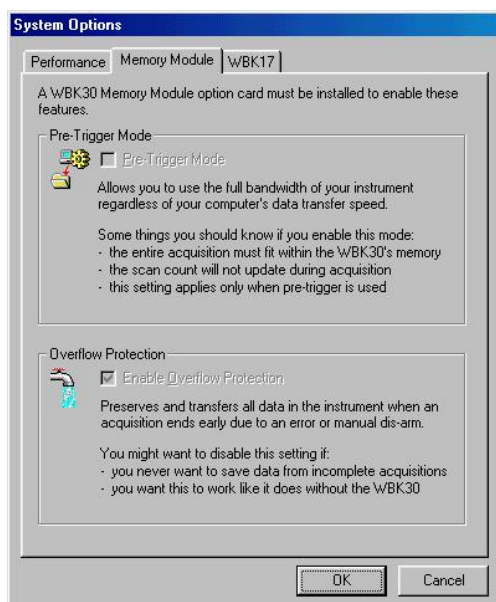 System Options
Performance
Memory Module
WBK17
A WBK30 Memory Module option card must be installed to enable these
features.
Pre-Trigger Mode
Pre-Trigger Mode
Allows you to use the full bandwidth of your instrument
regardless of your computer's data transfer speed.
Some things you should know if you enable this mode:
- the entire acquisition must fit within the WBK30's memory
- the scan count will not update during acquisition
- this setting applies only when pre-trigger is used
Overflow Protection
Enable Overflow Protection
Preserves and transfers all data in the instrument when an
acquisition ends early due to an error or manual dis-arm.
You might want to disable this setting if:
- you never want to save data from incomplete acquisitions
- you want this to work like it does without the WBK30
OK
Cancel